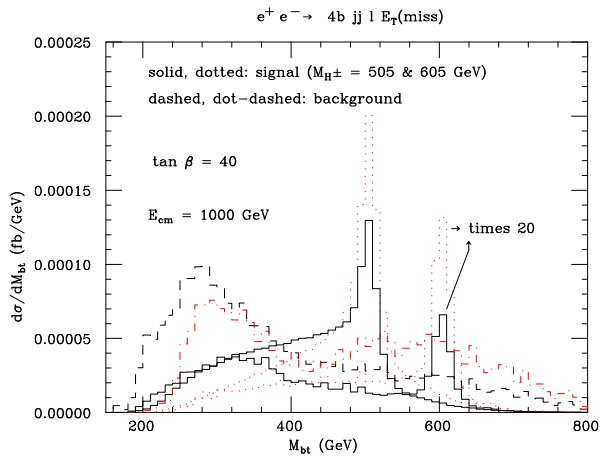 e+ e−→ 4b jj l E_T(miss)
0.00025
solid, dotted: signal (M_H± = 505 & 605 GeV)
dashed, dot−dashed: background
0.00020
tan β = 40
0.00015
E_cm = 1000 GeV
→ times 20
0.00010
0.00005
0.00000
dσ/dM_bt (fb/GeV)
200 400 600 800
M_bt (GeV)